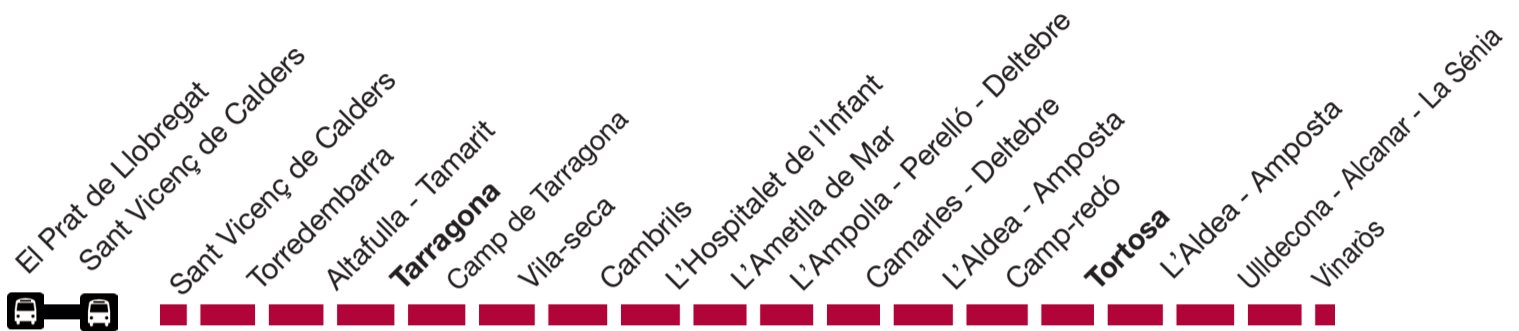 El Prat de Llobregat
Sant Vicenç de Calders
Sant Vicenç de Calders
Torredembarra
Altafulla - Tamarit
Tarragona
Camp de Tarragona
Vila-seca
Cambrils
L'Hospitalet de l'Infant
L'Ametlla de Mar
L'Ampolla - Perelló - Deltebre
Camarles - Deltebre
L'Aldea - Amposta
Camp-redó
Tortosa
L'Aldea - Amposta
Ulldecona - Alcanar - La Sénia
Vinaròs